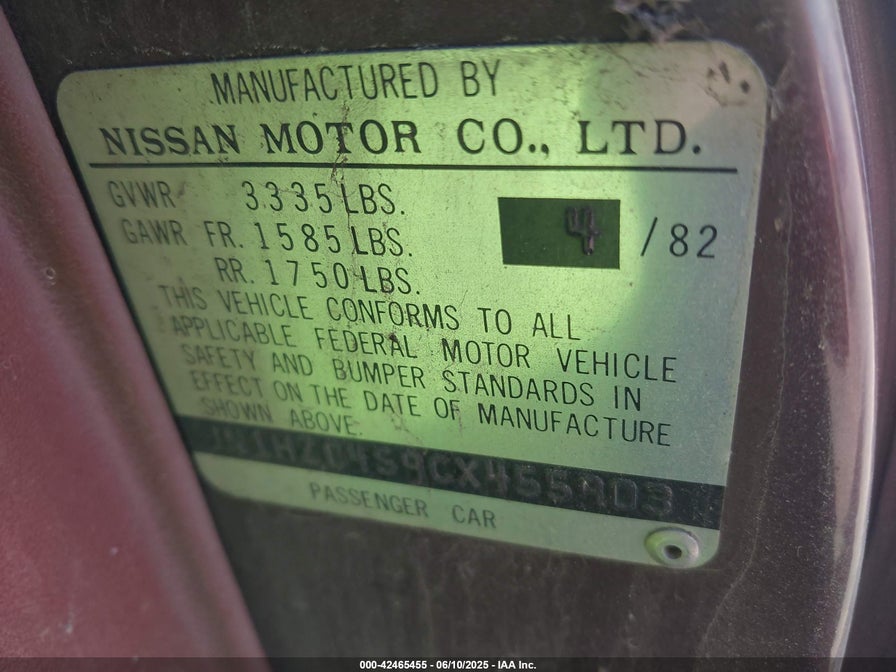 MANUFACTURED BY
NISSAN MOTOR CO., LTD.
GVWR 3335 LBS.
GAWR FR. 1585 LBS. 4 /82
RR. 1750 LBS.
THIS VEHICLE CONFORMS TO ALL
APPLICABLE FEDERAL MOTOR VEHICLE
SAFETY AND BUMPER STANDARDS IN
EFFECT ON THE DATE OF MANUFACTURE
SHOWN ABOVE.
PASSENGER CAR
000-42465455 - 06/10/2025 - IAA Inc.